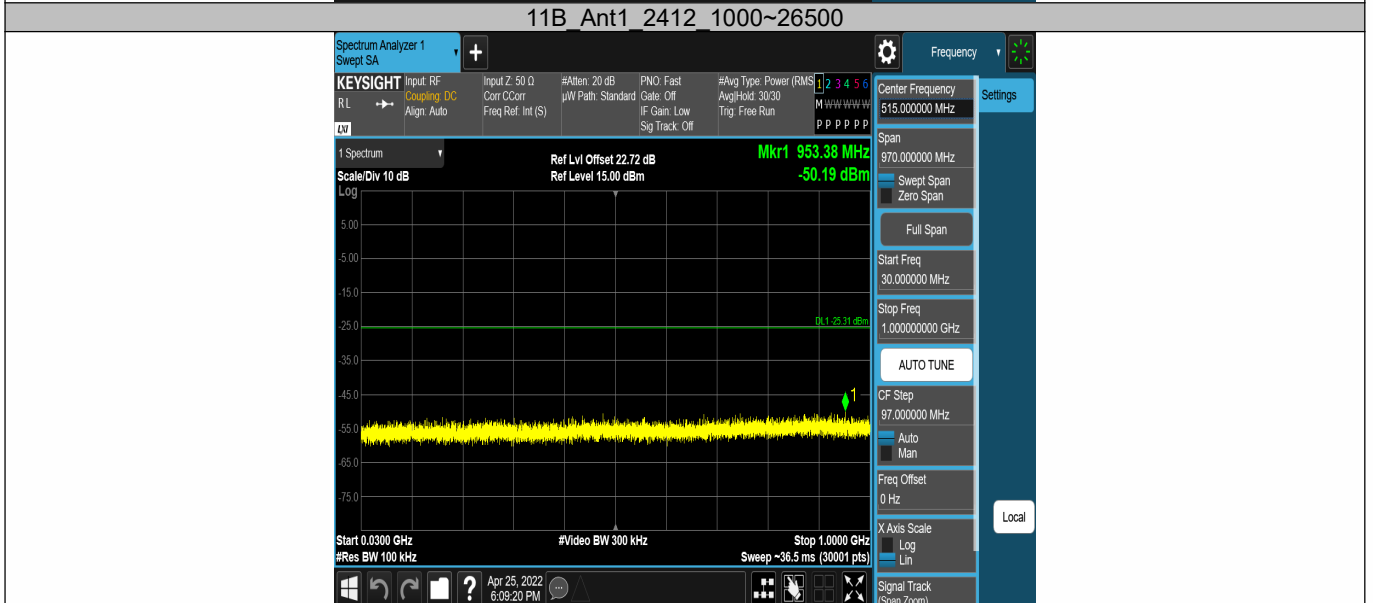 11B_Ant1_2412_1000~26500
Spectrum Analyzer 1
Swept SA
+
Frequency
KEYSIGHT
RL
LXI
Input: RF
Coupling: DC
Align: Auto
Input Z: 50 Ω
Corr CCorr
Freq Ref: Int (S)
#Atten: 20 dB
µW Path: Standard
PNO: Fast
Gate: Off
IF Gain: Low
Sig Track: Off
#Avg Type: Power (RMS
Avg|Hold: 30/30
Trig: Free Run
1 2 3 4 5 6
M W W W W W
P P P P P P
1 Spectrum
Scale/Div 10 dB
Ref Lvl Offset 22.72 dB
Ref Level 15.00 dBm
Mkr1 953.38 MHz
-50.19 dBm
Log
5.00
-5.00
-15.0
-25.0
DL1 -25.31 dBm
-35.0
-45.0
1
-55.0
-65.0
-75.0
Start 0.0300 GHz
#Res BW 100 kHz
#Video BW 300 kHz
Stop 1.0000 GHz
Sweep ~36.5 ms (30001 pts)
Center Frequency
515.000000 MHz
Settings
Span
970.000000 MHz
Swept Span
Zero Span
Full Span
Start Freq
30.000000 MHz
Stop Freq
1.000000000 GHz
AUTO TUNE
CF Step
97.000000 MHz
Auto
Man
Freq Offset
0 Hz
Local
X Axis Scale
Log
Lin
Signal Track
(Span Zoom)
?
Apr 25, 2022
6:09:20 PM